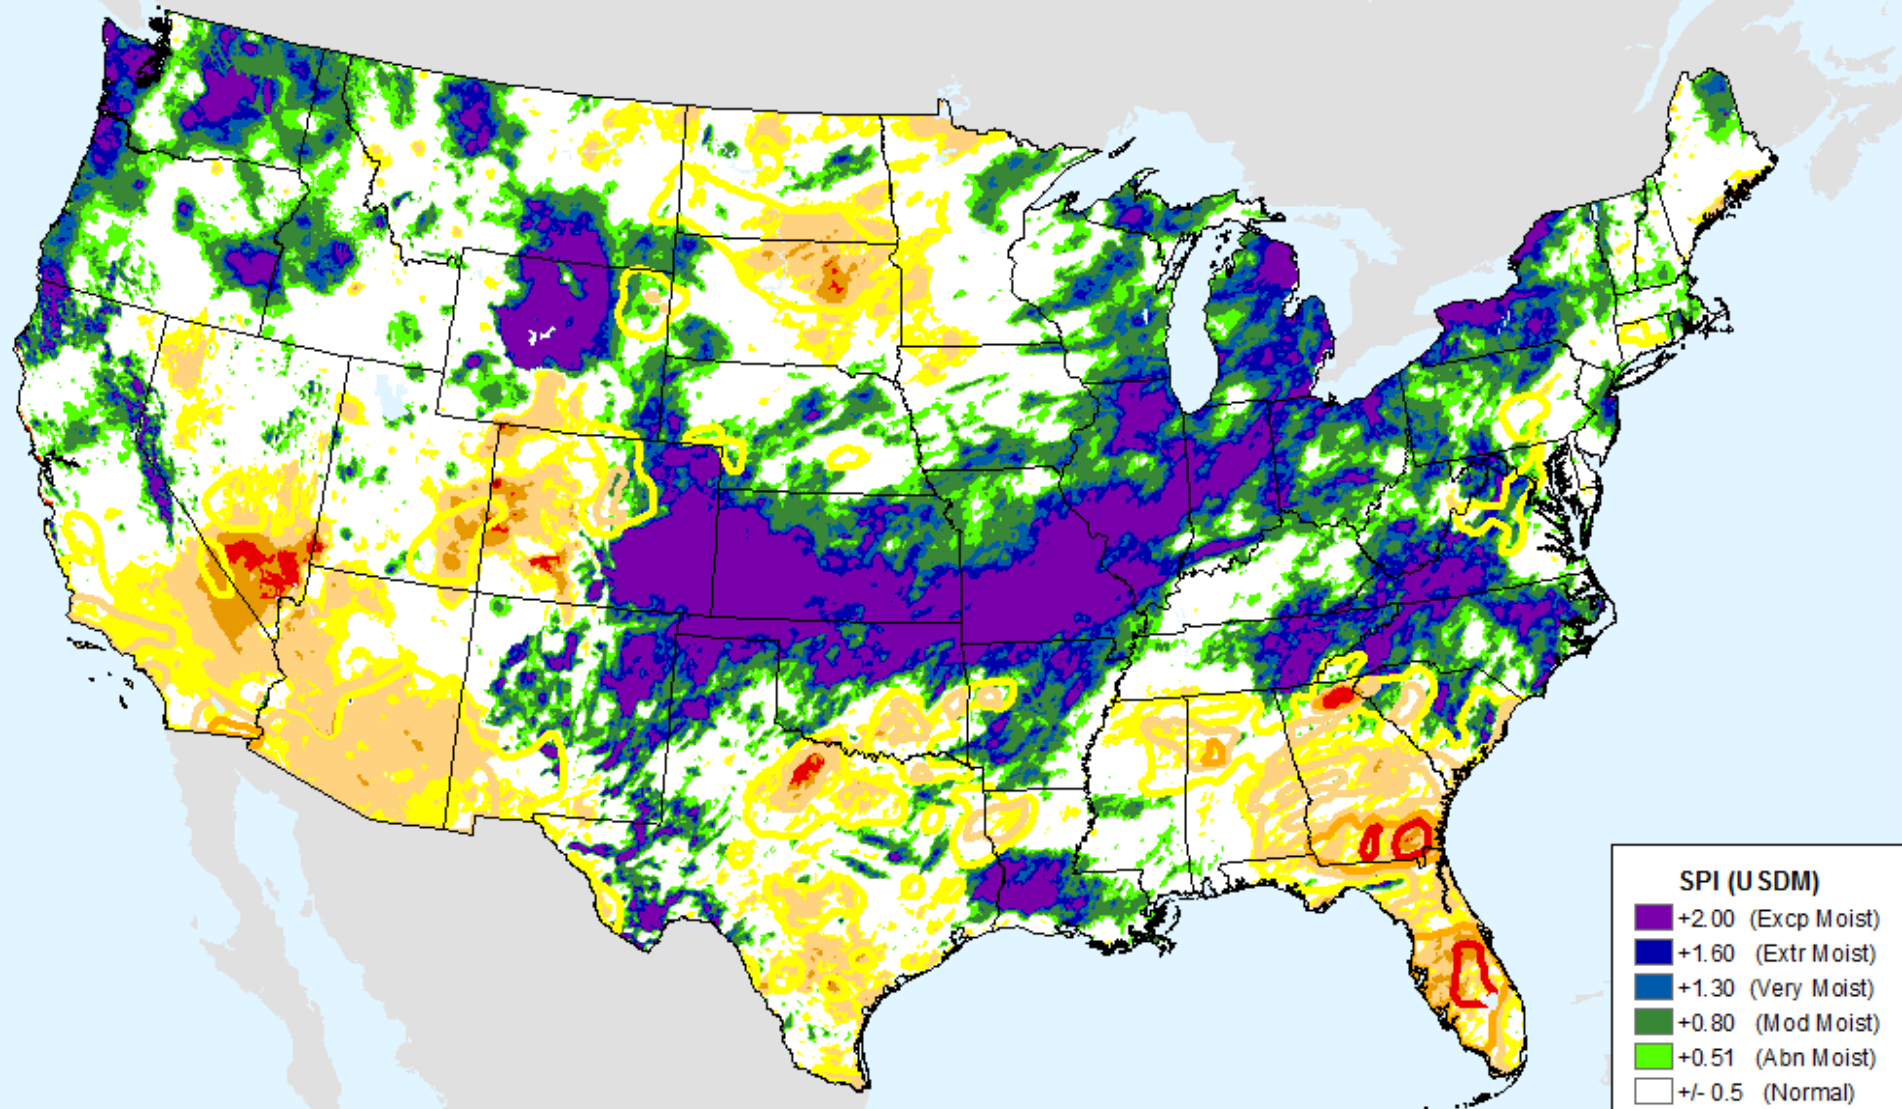 SPI (USDM)
+2.00 (Excp Moist)
+1.60 (Extr Moist)
+1.30 (Very Moist)
+0.80 (Mod Moist)
+0.51 (Abn Moist)
+/- 0.5 (Normal)